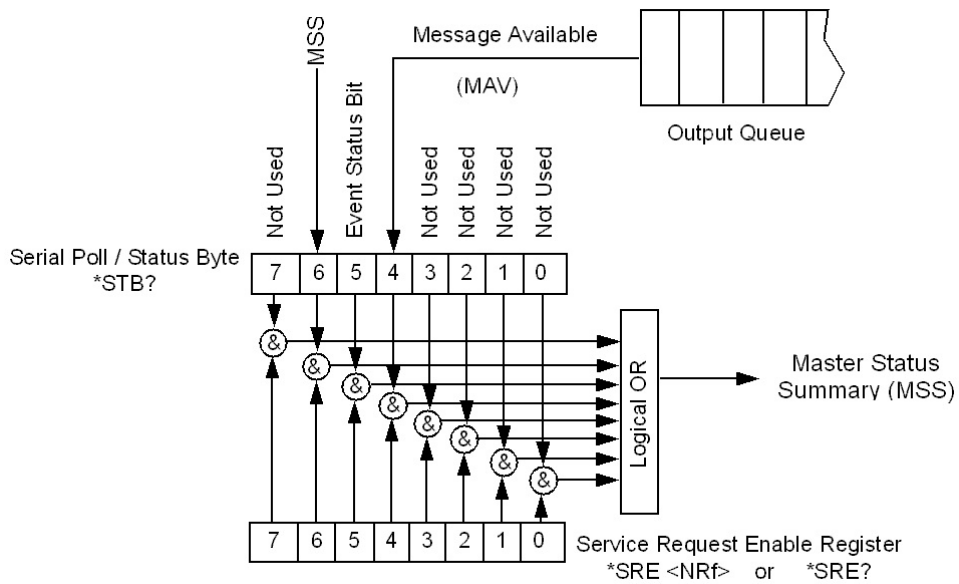 MSS
Message Available
(MAV)
Output Queue
Not Used
Event Status Bit
Not Used
Not Used
Not Used
Not Used
Serial Poll / Status Byte
*STB?
7 6 5 4 3 2 1 0
&
&
&
&
&
&
&
&
Logical OR
Master Status
Summary (MSS)
7 6 5 4 3 2 1 0
Service Request Enable Register
*SRE <NRf> or *SRE?